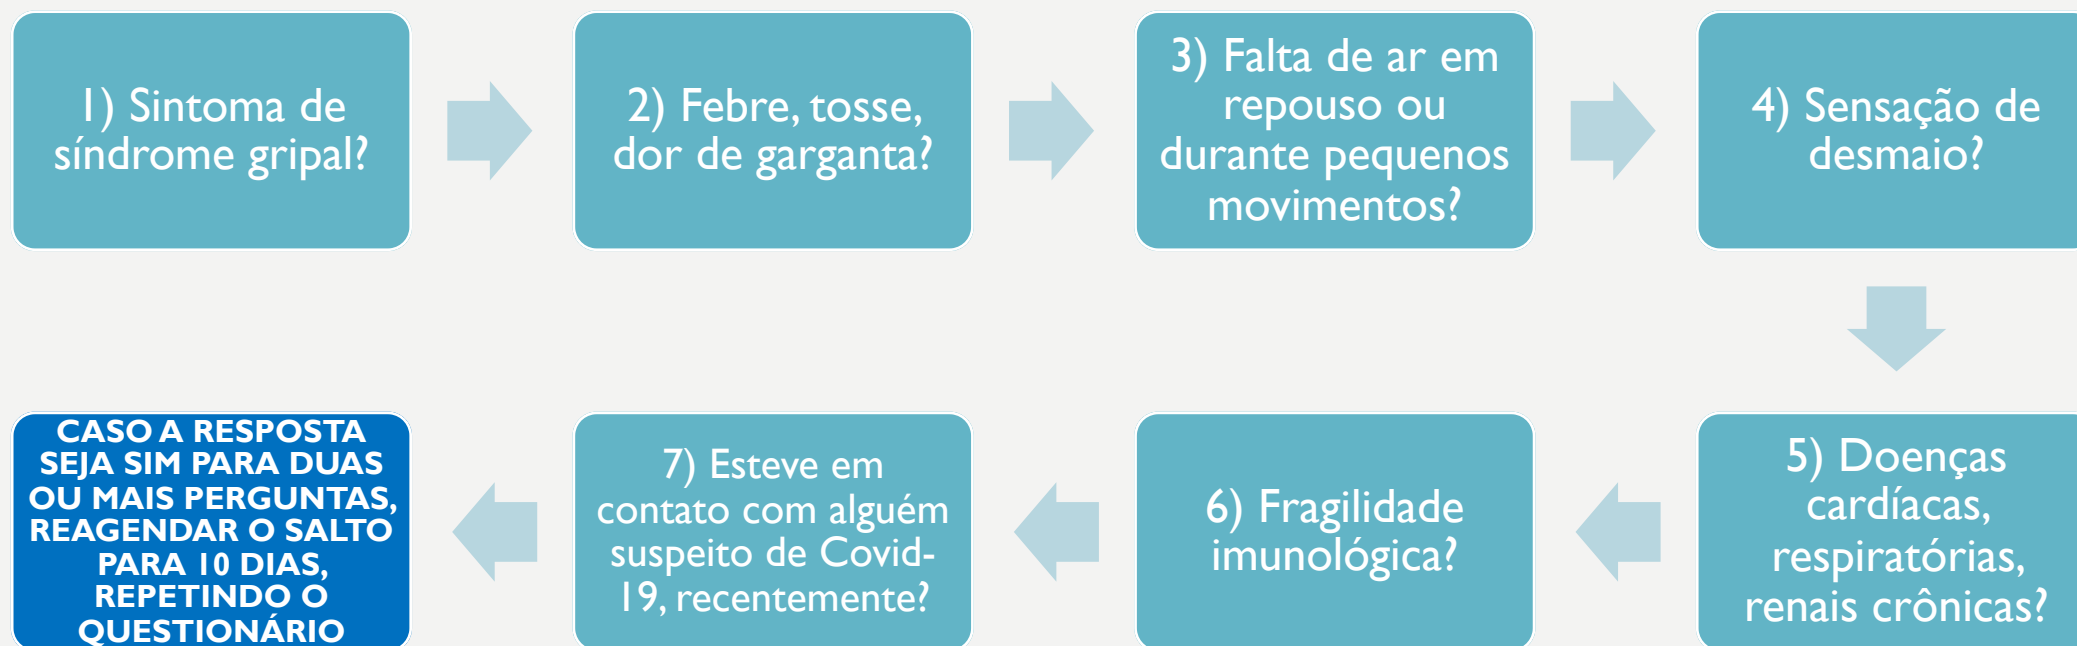 1) Sintoma de
síndrome gripal?
2) Febre, tosse,
dor de garganta?
3) Falta de ar em
repouso ou
durante pequenos
movimentos?
4) Sensação de
desmaio?
5) Doenças
cardíacas,
respiratórias,
renais crônicas?
6) Fragilidade
imunológica?
7) Esteve em
contato com alguém
suspeito de Covid-
19, recentemente?
CASO A RESPOSTA
SEJA SIM PARA DUAS
OU MAIS PERGUNTAS,
REAGENDAR O SALTO
PARA 10 DIAS,
REPETINDO O
QUESTIONÁRIO